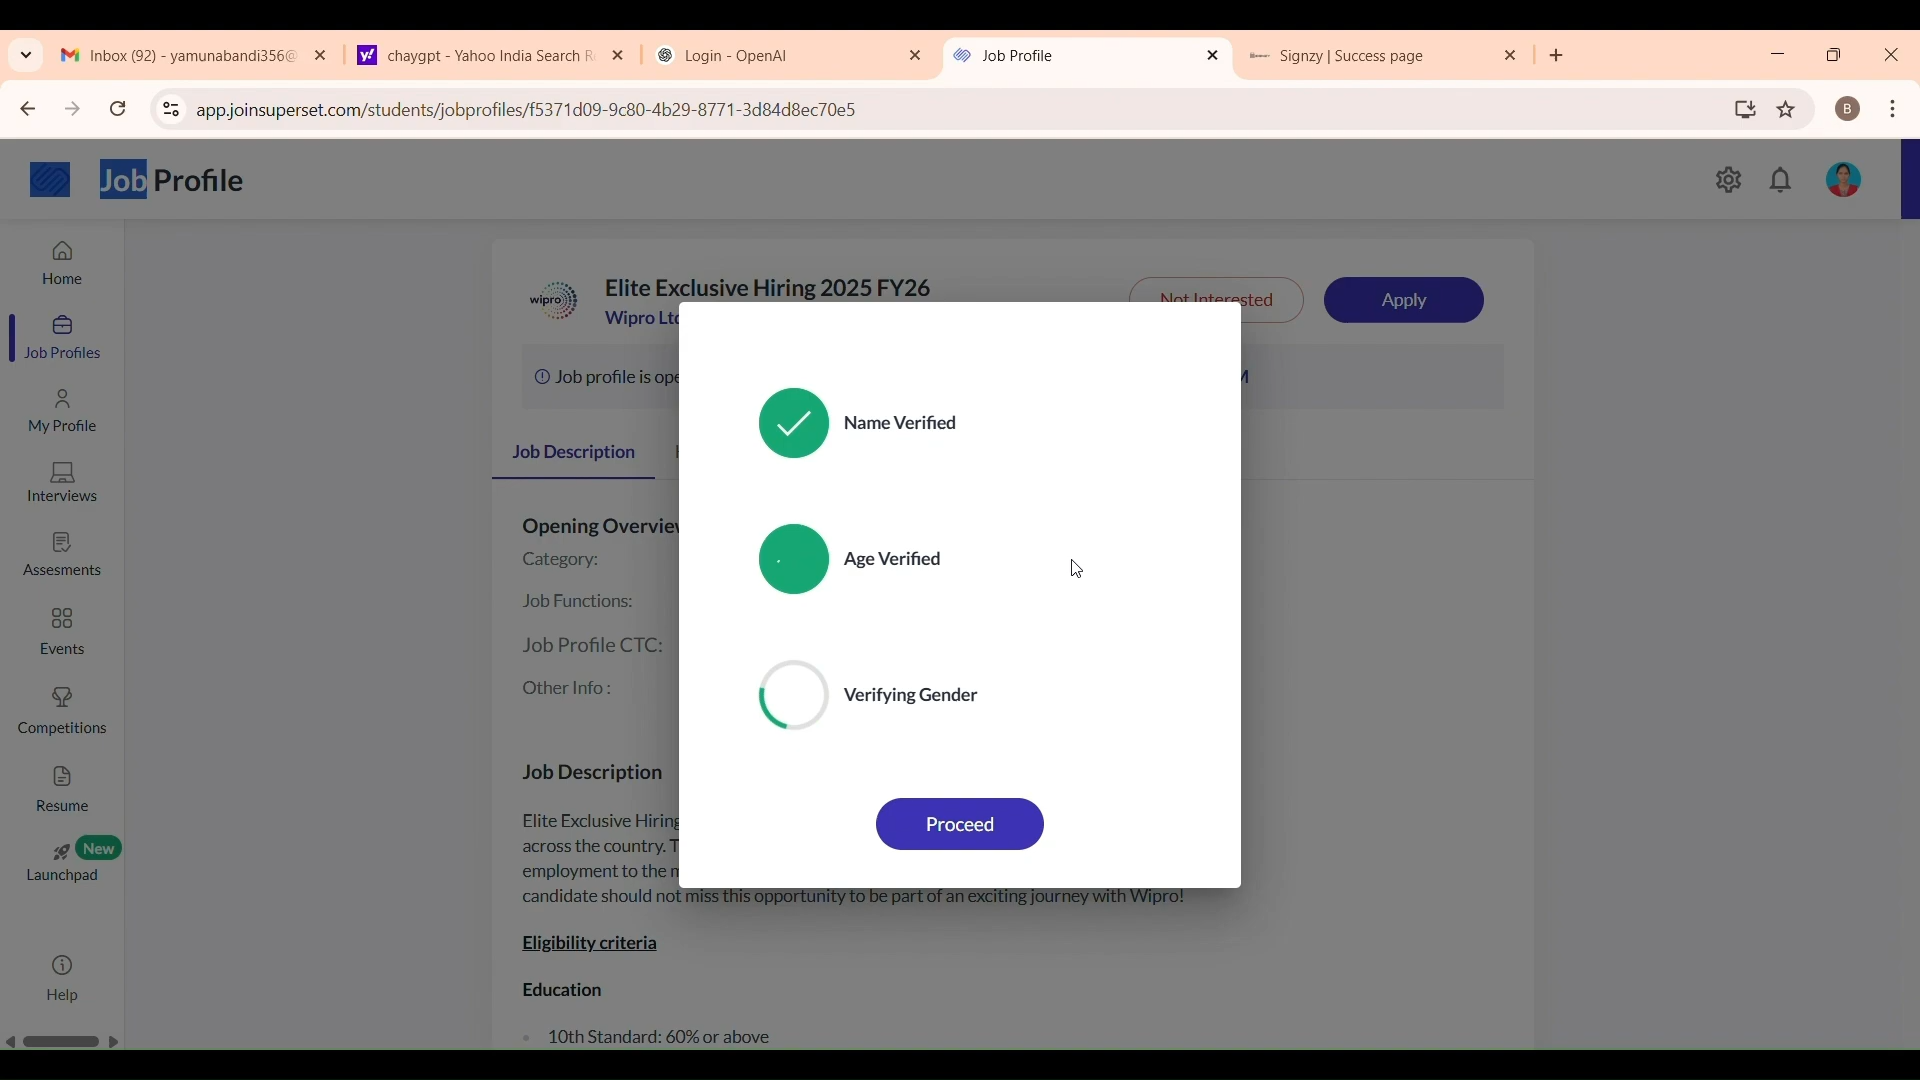 Inbox (92) - yamunabandi356@
chaygpt - Yahoo India Search R
Login - OpenAI
Job Profile
Signzy | Success page
app.joinsuperset.com/students/jobprofiles/f5371d09-9c80-4b29-8771-3d84d8ec70e5
B
Job Profile
Home
Job Profiles
My Profile
Interviews
Assesments
Events
Competitions
Resume
New
Launchpad
Help
wipro
Elite Exclusive Hiring 2025 FY26
Wipro Ltd
Not Interested
Apply
Job profile is ope
M
Job Description
Opening Overview
Category:
Job Functions:
Job Profile CTC:
Other Info :
Name Verified
Age Verified
Verifying Gender
Proceed
Job Description
Elite Exclusive Hiring
across the country. T
employment to the
candidate should not miss this opportunity to be part of an exciting journey with Wipro!
Eligibility criteria
Education
10th Standard: 60% or above